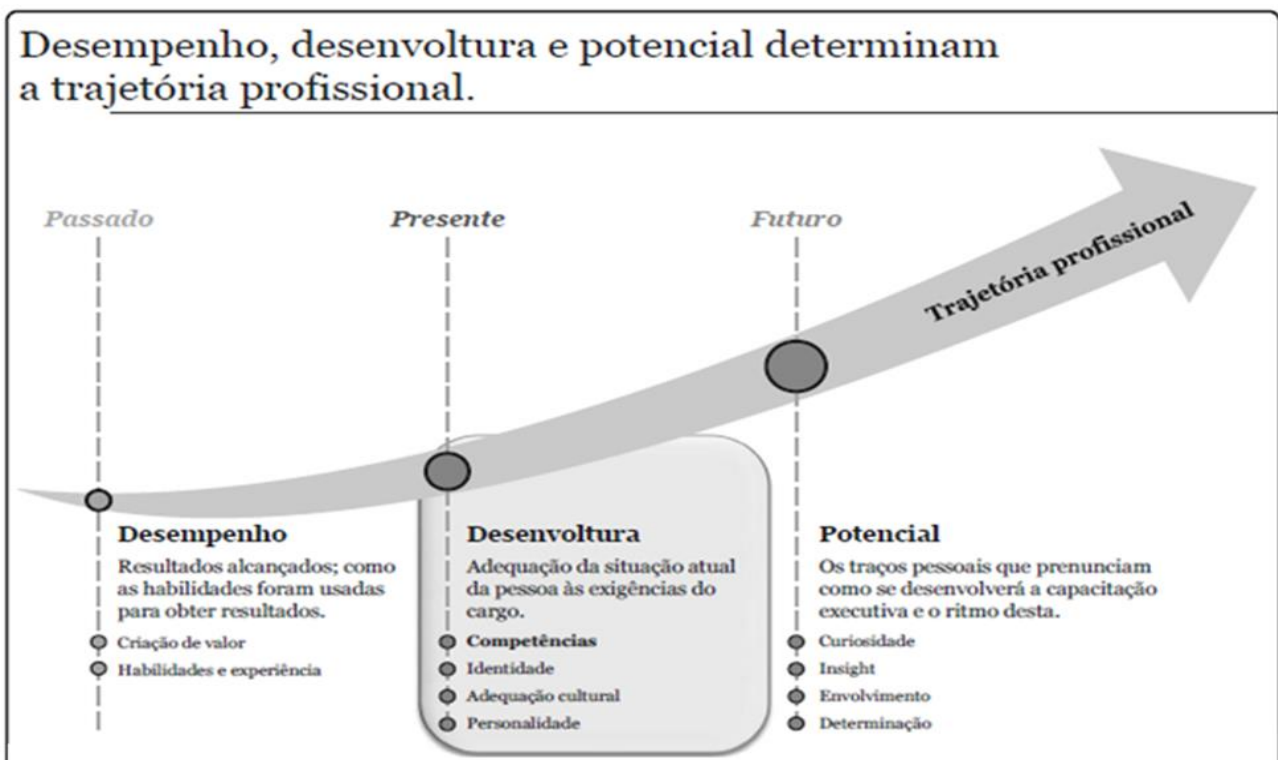 Desempenho, desenvoltura e potencial determinam
a trajetória profissional.
Passado
Presente
Futuro
Trajetória profissional
Desempenho
Resultados alcançados; como
as habilidades foram usadas
para obter resultados.
Criação de valor
Habilidades e experiência
Desenvoltura
Adequação da situação atual
da pessoa às exigências do
cargo.
Competências
Identidade
Adequação cultural
Personalidade
Potencial
Os traços pessoais que prenunciam
como se desenvolverá a capacitação
executiva e o ritmo desta.
Curiosidade
Insight
Envolvimento
Determinação